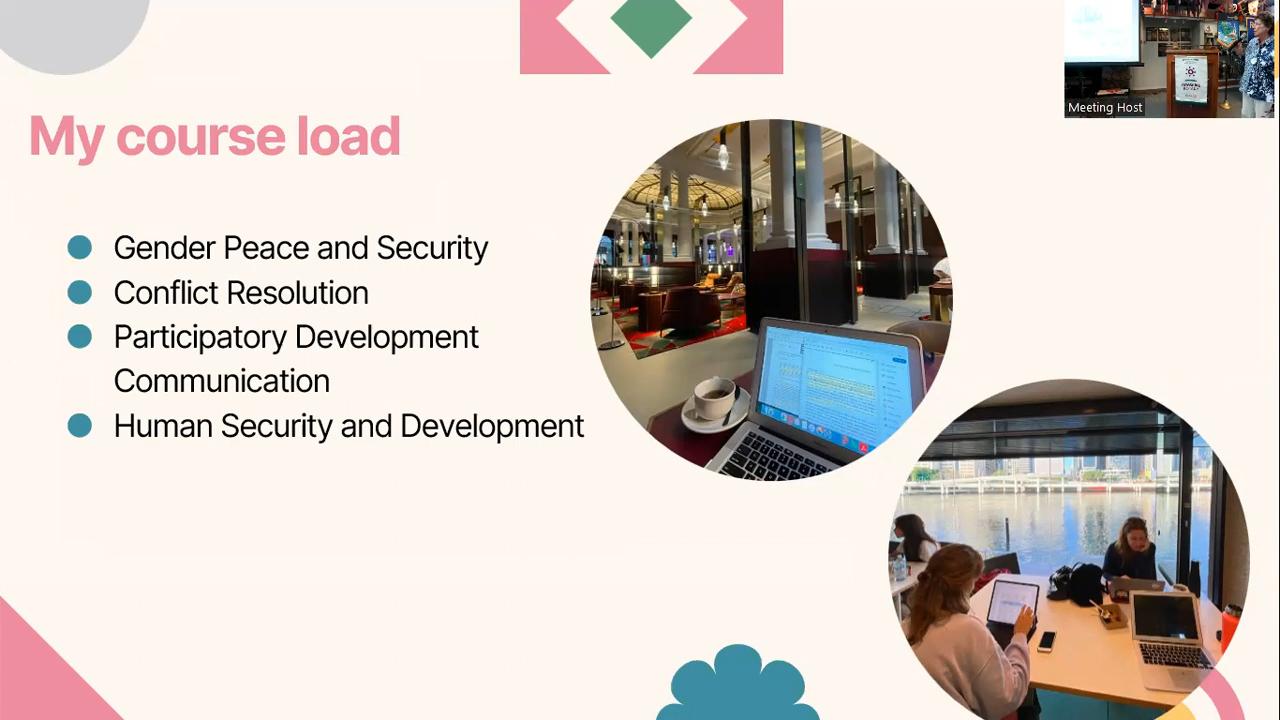 My course load
Gender Peace and Security
Conflict Resolution
Participatory Development
Communication
Human Security and Development
Meeting Host